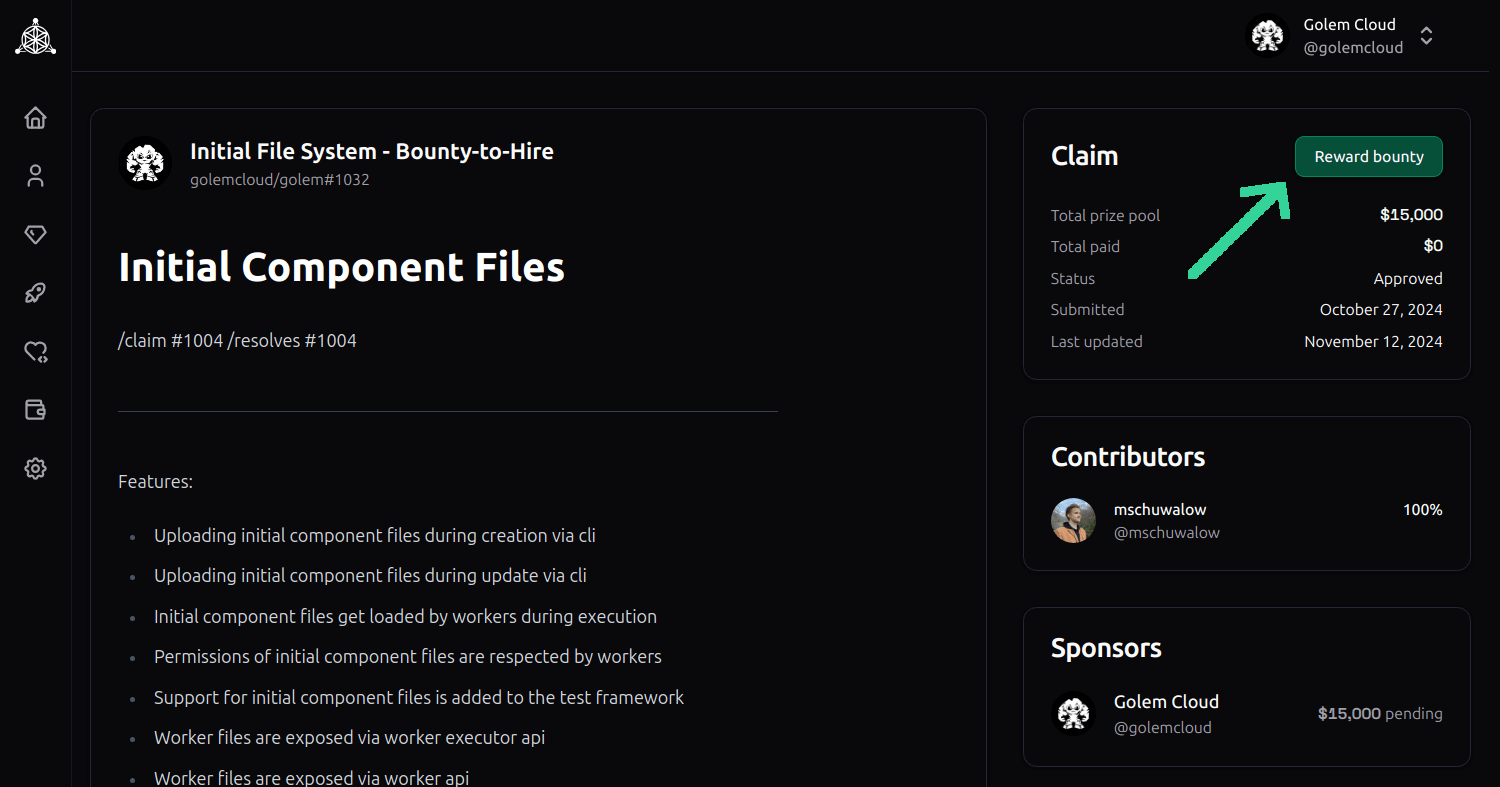 Golem Cloud
@golemcloud
Initial File System - Bounty-to-Hire
golemcloud/golem#1032
Initial Component Files
/claim #1004 /resolves #1004
Features:
Uploading initial component files during creation via cli
Uploading initial component files during update via cli
Initial component files get loaded by workers during execution
Permissions of initial component files are respected by workers
Support for initial component files is added to the test framework
Worker files are exposed via worker executor api
Worker files are exposed via worker api
Claim
Reward bounty
Total prize pool $15,000
Total paid $0
Status Approved
Submitted October 27, 2024
Last updated November 12, 2024
Contributors
mschuwalow 100%
@mschuwalow
Sponsors
Golem Cloud
@golemcloud
$15,000 pending